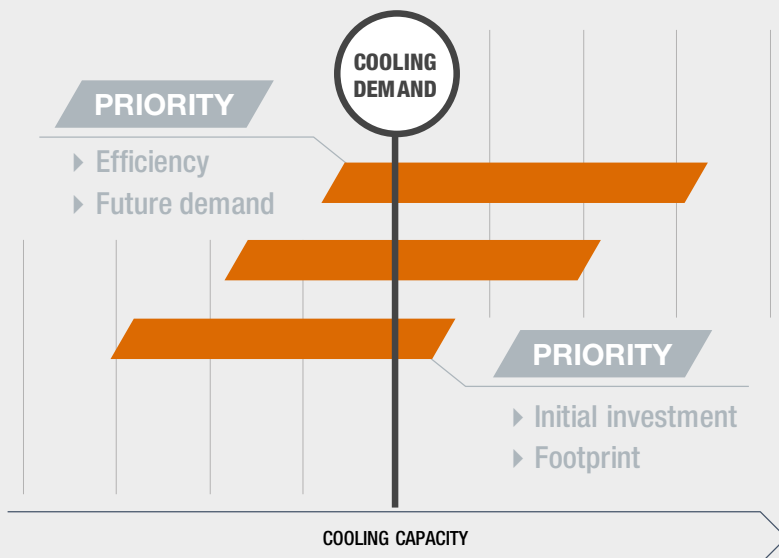 COOLING
DEMAND
PRIORITY
Efficiency
Future demand
PRIORITY
Initial investment
Footprint
COOLING CAPACITY